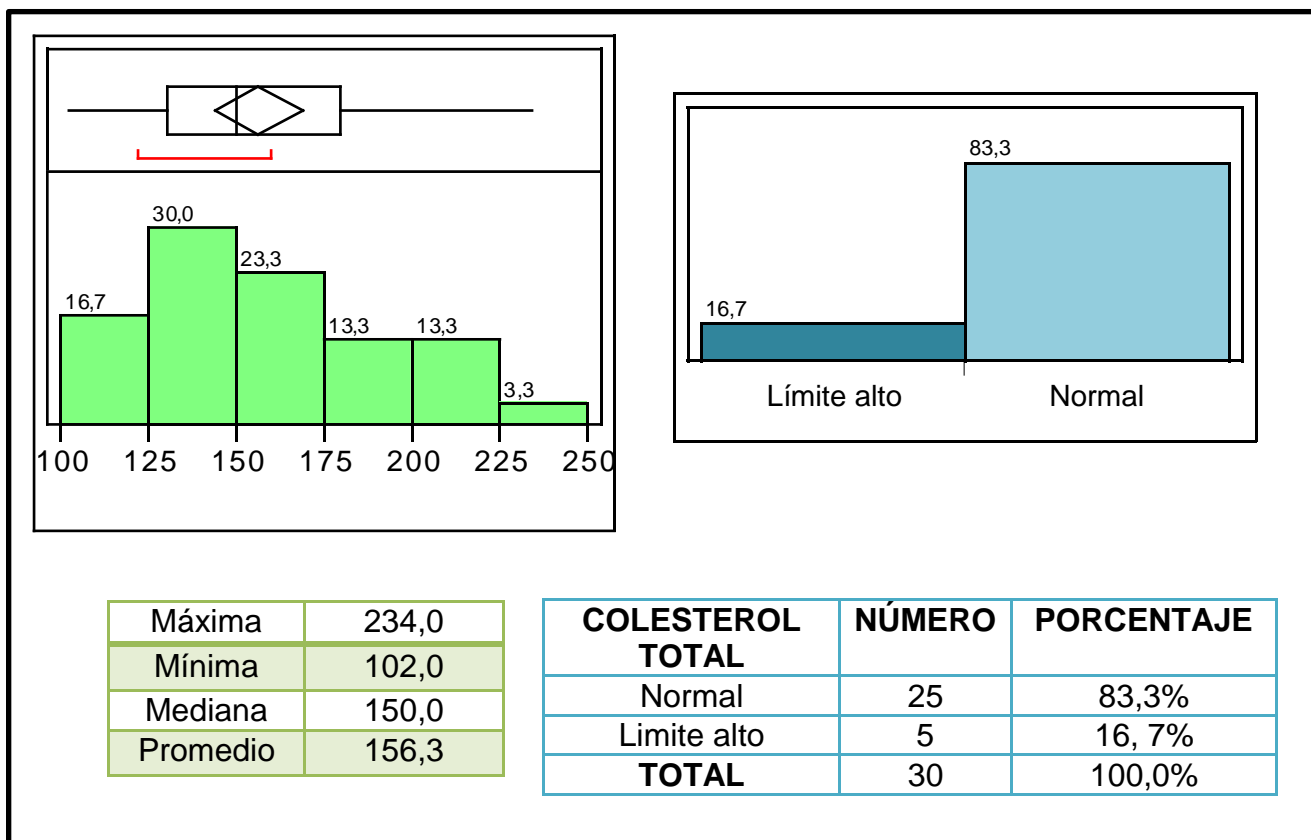 30,0
23,3
16,7
13,3
13,3
3,3
100 125 150 175 200 225 250
83,3
16,7
Límite alto Normal
Máxima 234,0
Mínima 102,0
Mediana 150,0
Promedio 156,3
COLESTEROL TOTAL NÚMERO PORCENTAJE
Normal 25 83,3%
Limite alto 5 16, 7%
TOTAL 30 100,0%